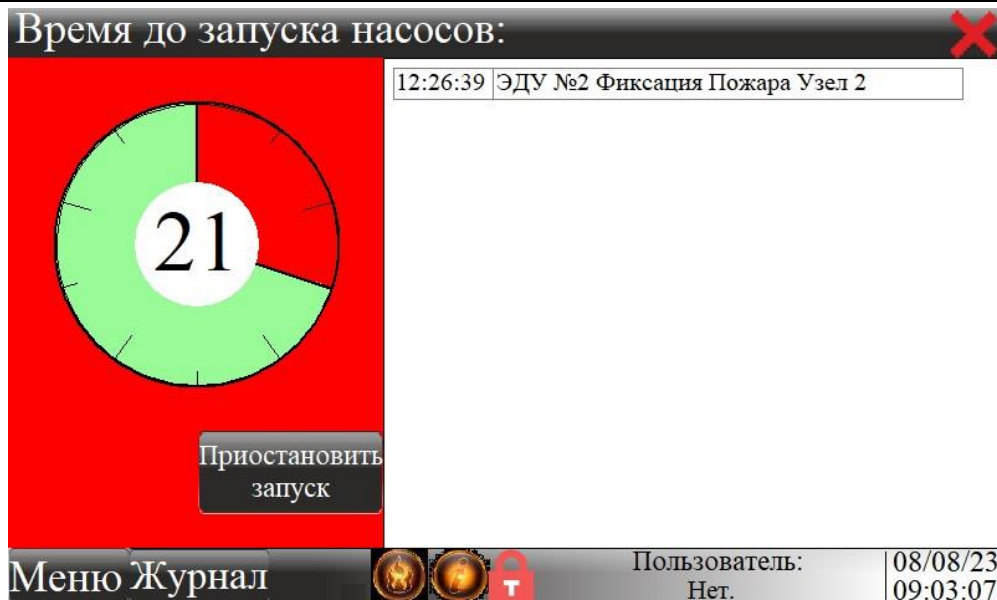 Время до запуска насосов:
12:26:39 ЭДУ №2 Фиксация Пожара Узел 2
21
Приостановить
запуск
Меню Журнал
i
T
Пользователь:
Нет.
08/08/23
09:03:07